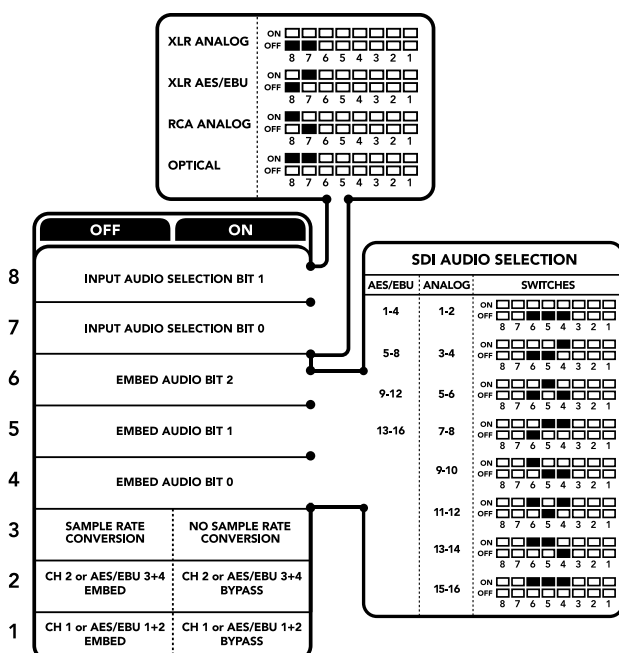 XLR ANALOG
ON
OFF
8 7 6 5 4 3 2 1
XLR AES/EBU
ON
OFF
8 7 6 5 4 3 2 1
RCA ANALOG
ON
OFF
8 7 6 5 4 3 2 1
OPTICAL
ON
OFF
8 7 6 5 4 3 2 1
OFF ON
8 INPUT AUDIO SELECTION BIT 1
7 INPUT AUDIO SELECTION BIT 0
6 EMBED AUDIO BIT 2
5 EMBED AUDIO BIT 1
4 EMBED AUDIO BIT 0
3 SAMPLE RATE CONVERSION NO SAMPLE RATE CONVERSION
2 CH 2 or AES/EBU 3+4 EMBED CH 2 or AES/EBU 3+4 BYPASS
1 CH 1 or AES/EBU 1+2 EMBED CH 1 or AES/EBU 1+2 BYPASS
SDI AUDIO SELECTION
AES/EBU ANALOG SWITCHES
1-4 1-2
ON
OFF
8 7 6 5 4 3 2 1
5-8 3-4
ON
OFF
8 7 6 5 4 3 2 1
9-12 5-6
ON
OFF
8 7 6 5 4 3 2 1
13-16 7-8
ON
OFF
8 7 6 5 4 3 2 1
9-10
ON
OFF
8 7 6 5 4 3 2 1
11-12
ON
OFF
8 7 6 5 4 3 2 1
13-14
ON
OFF
8 7 6 5 4 3 2 1
15-16
ON
OFF
8 7 6 5 4 3 2 1